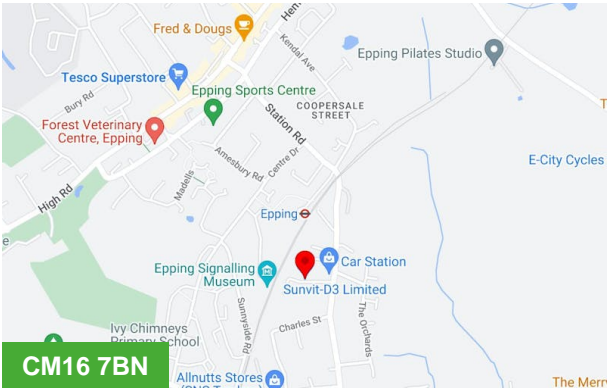 Fred & Dougs
Hem
Kendal Ave
Epping Pilates Studio
Tesco Superstore
Bury Rd
Epping Sports Centre
COOPERSALE
STREET
T
Forest Veterinary
Centre, Epping
Station Rd
E-City Cycles
Amesbury Rd
Centre Dr
Madells
High Rd
Epping
e
Car Station
Epping Signalling
Museum
Sunvit-D3 Limited
Sunnyside Rd
Charles St
The Orchards
Ivy Chimneys
Primary School
CM16 7BN
Allnutts Stores
The Merr